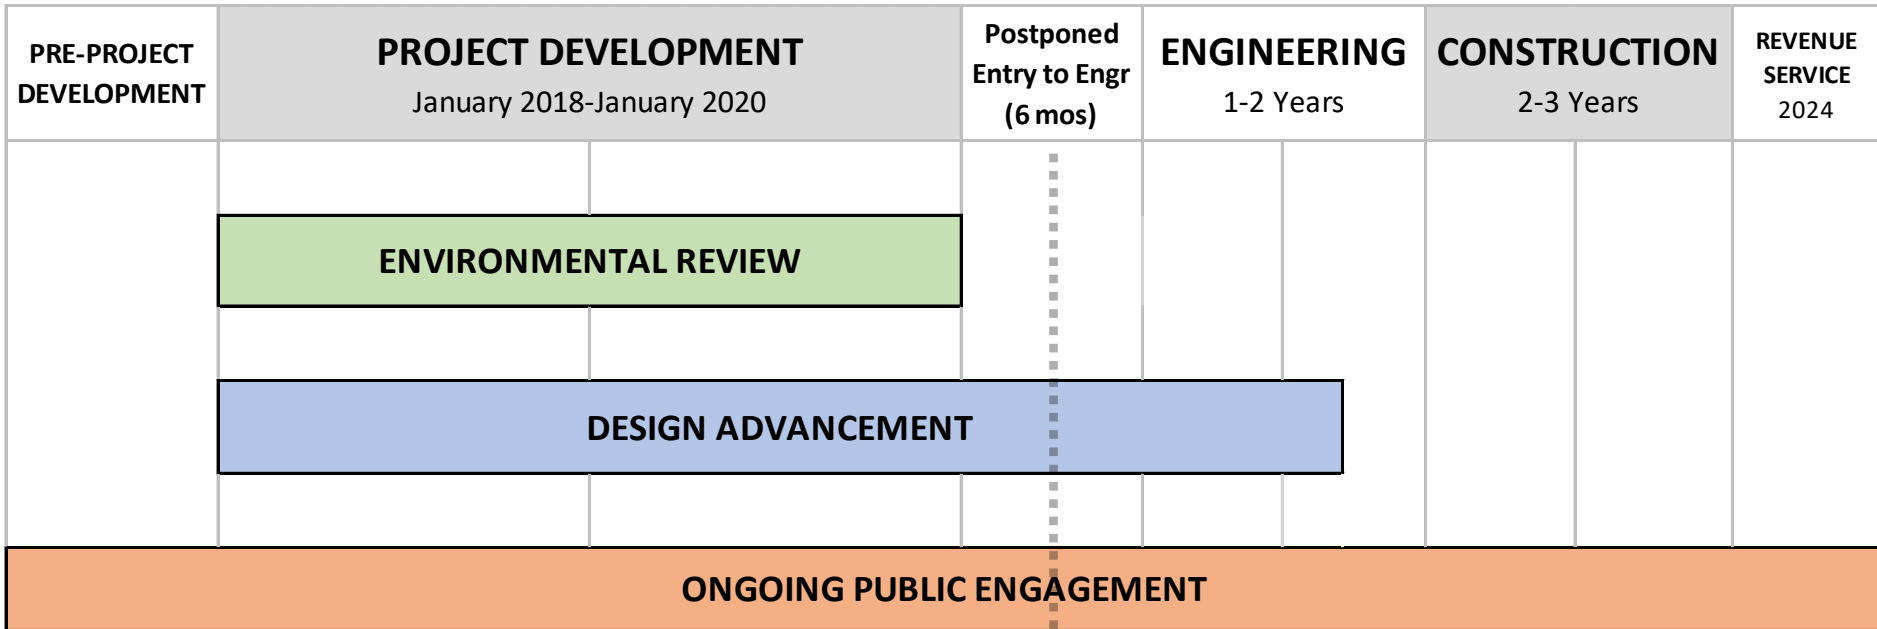 PRE-PROJECT
DEVELOPMENT
PROJECT DEVELOPMENT
January 2018-January 2020
Postponed
Entry to Engr
(6 mos)
ENGINEERING
1-2 Years
CONSTRUCTION
2-3 Years
REVENUE
SERVICE
2024
ENVIRONMENTAL REVIEW
DESIGN ADVANCEMENT
ONGOING PUBLIC ENGAGEMENT